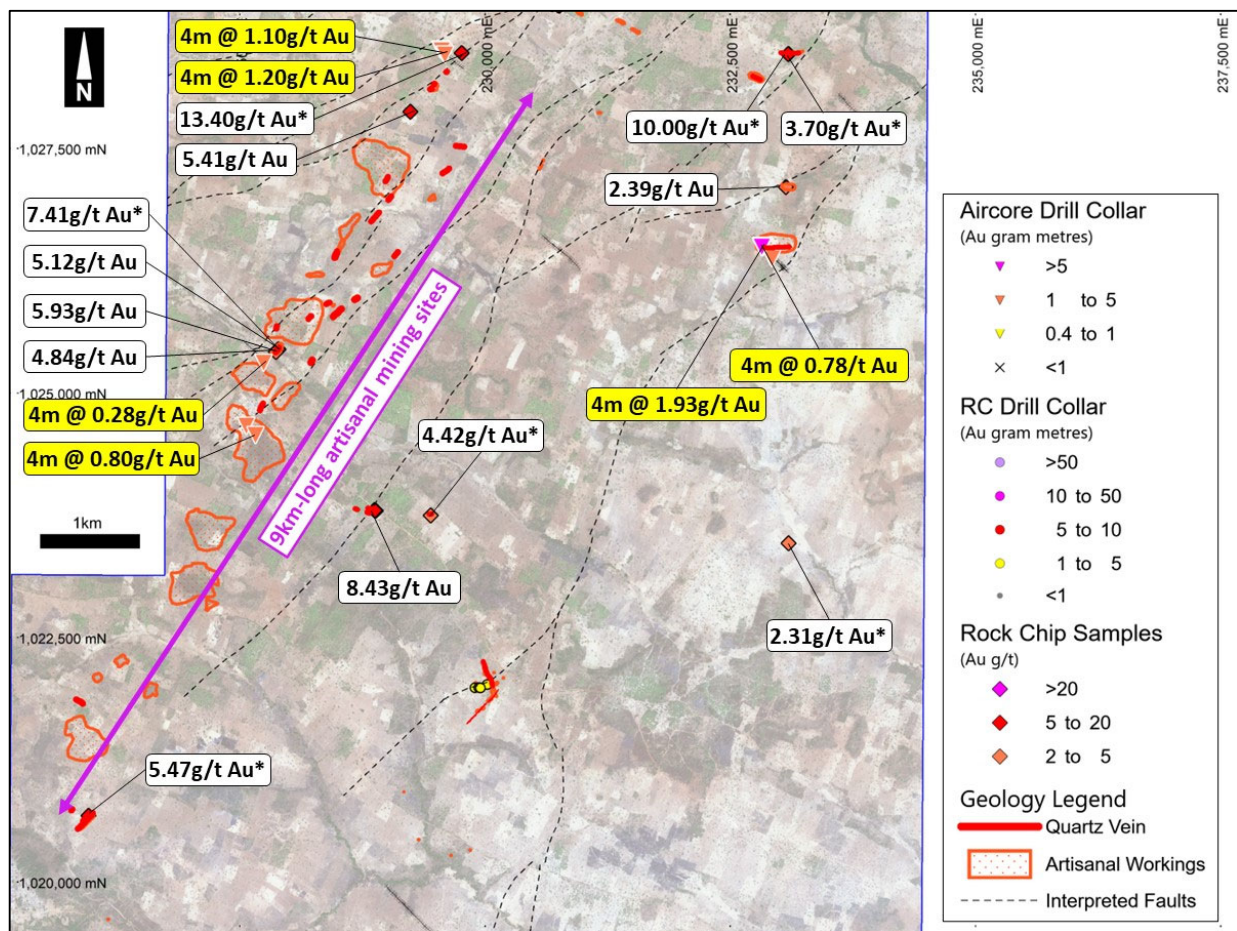 N
4m @ 1.10g/t Au
4m @ 1.20g/t Au
13.40g/t Au*
5.41g/t Au
7.41g/t Au*
5.12g/t Au
5.93g/t Au
4.84g/t Au
4m @ 0.28g/t Au
4m @ 0.80g/t Au
1km
230,000 mE
232,500 mE
235,000 mE
237,500 mE
1,027,500 mN
1,025,000 mN
1,022,500 mN
1,020,000 mN
10.00g/t Au*
3.70g/t Au*
2.39g/t Au
4m @ 0.78/t Au
4m @ 1.93g/t Au
4.42g/t Au*
8.43g/t Au
2.31g/t Au*
5.47g/t Au*
9km-long artisanal mining sites
Aircore Drill Collar
(Au gram metres)
>5
1 to 5
0.4 to 1
<1
RC Drill Collar
(Au gram metres)
>50
10 to 50
5 to 10
1 to 5
<1
Rock Chip Samples
(Au g/t)
>20
5 to 20
2 to 5
Geology Legend
Quartz Vein
Artisanal Workings
Interpreted Faults